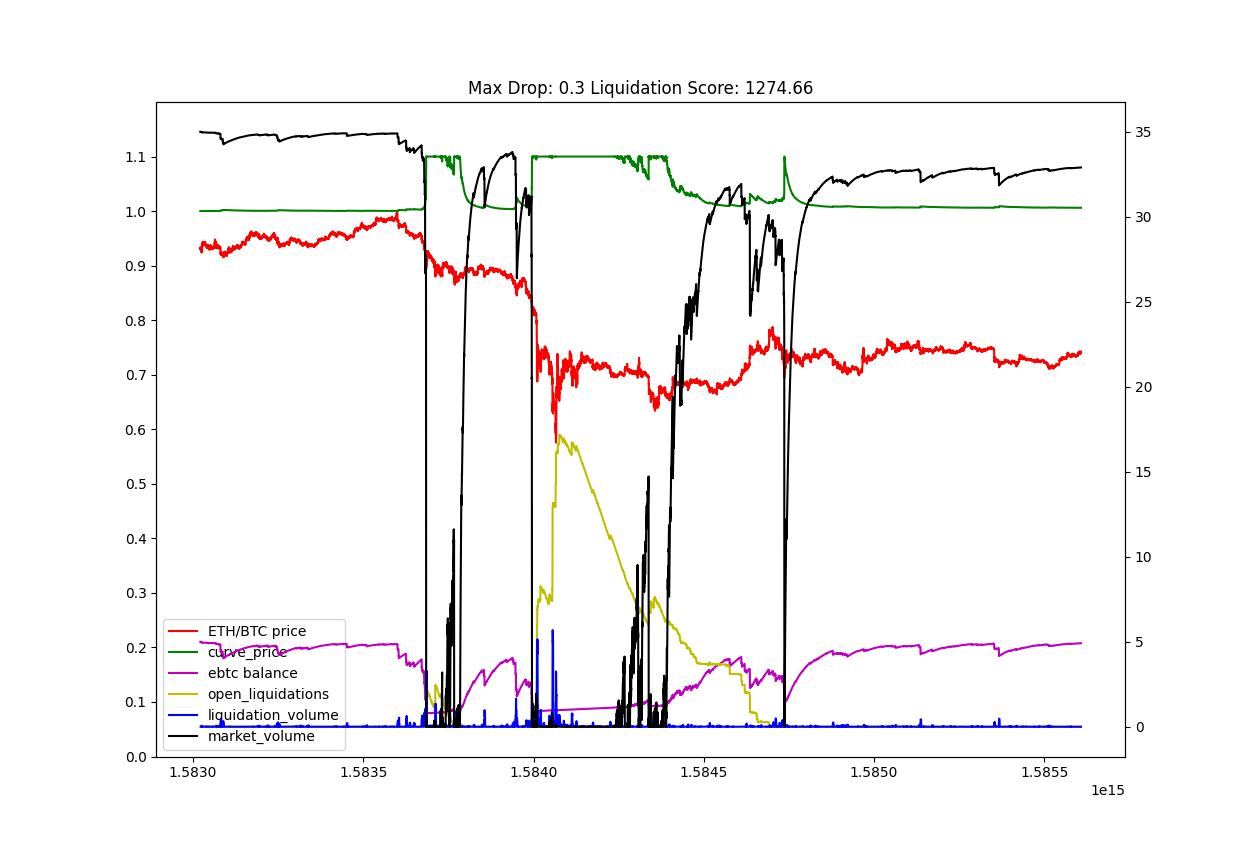 Max Drop: 0.3 Liquidation Score: 1274.66
1.1
1.0
0.9
0.8
0.7
0.6
0.5
0.4
0.3
0.2
0.1
0.0
35
30
25
20
15
10
5
0
ETH/BTC price
curve_price
ebtc balance
open_liquidations
liquidation_volume
market_volume
1.5830 1.5835 1.5840 1.5845 1.5850 1.5855
1e15